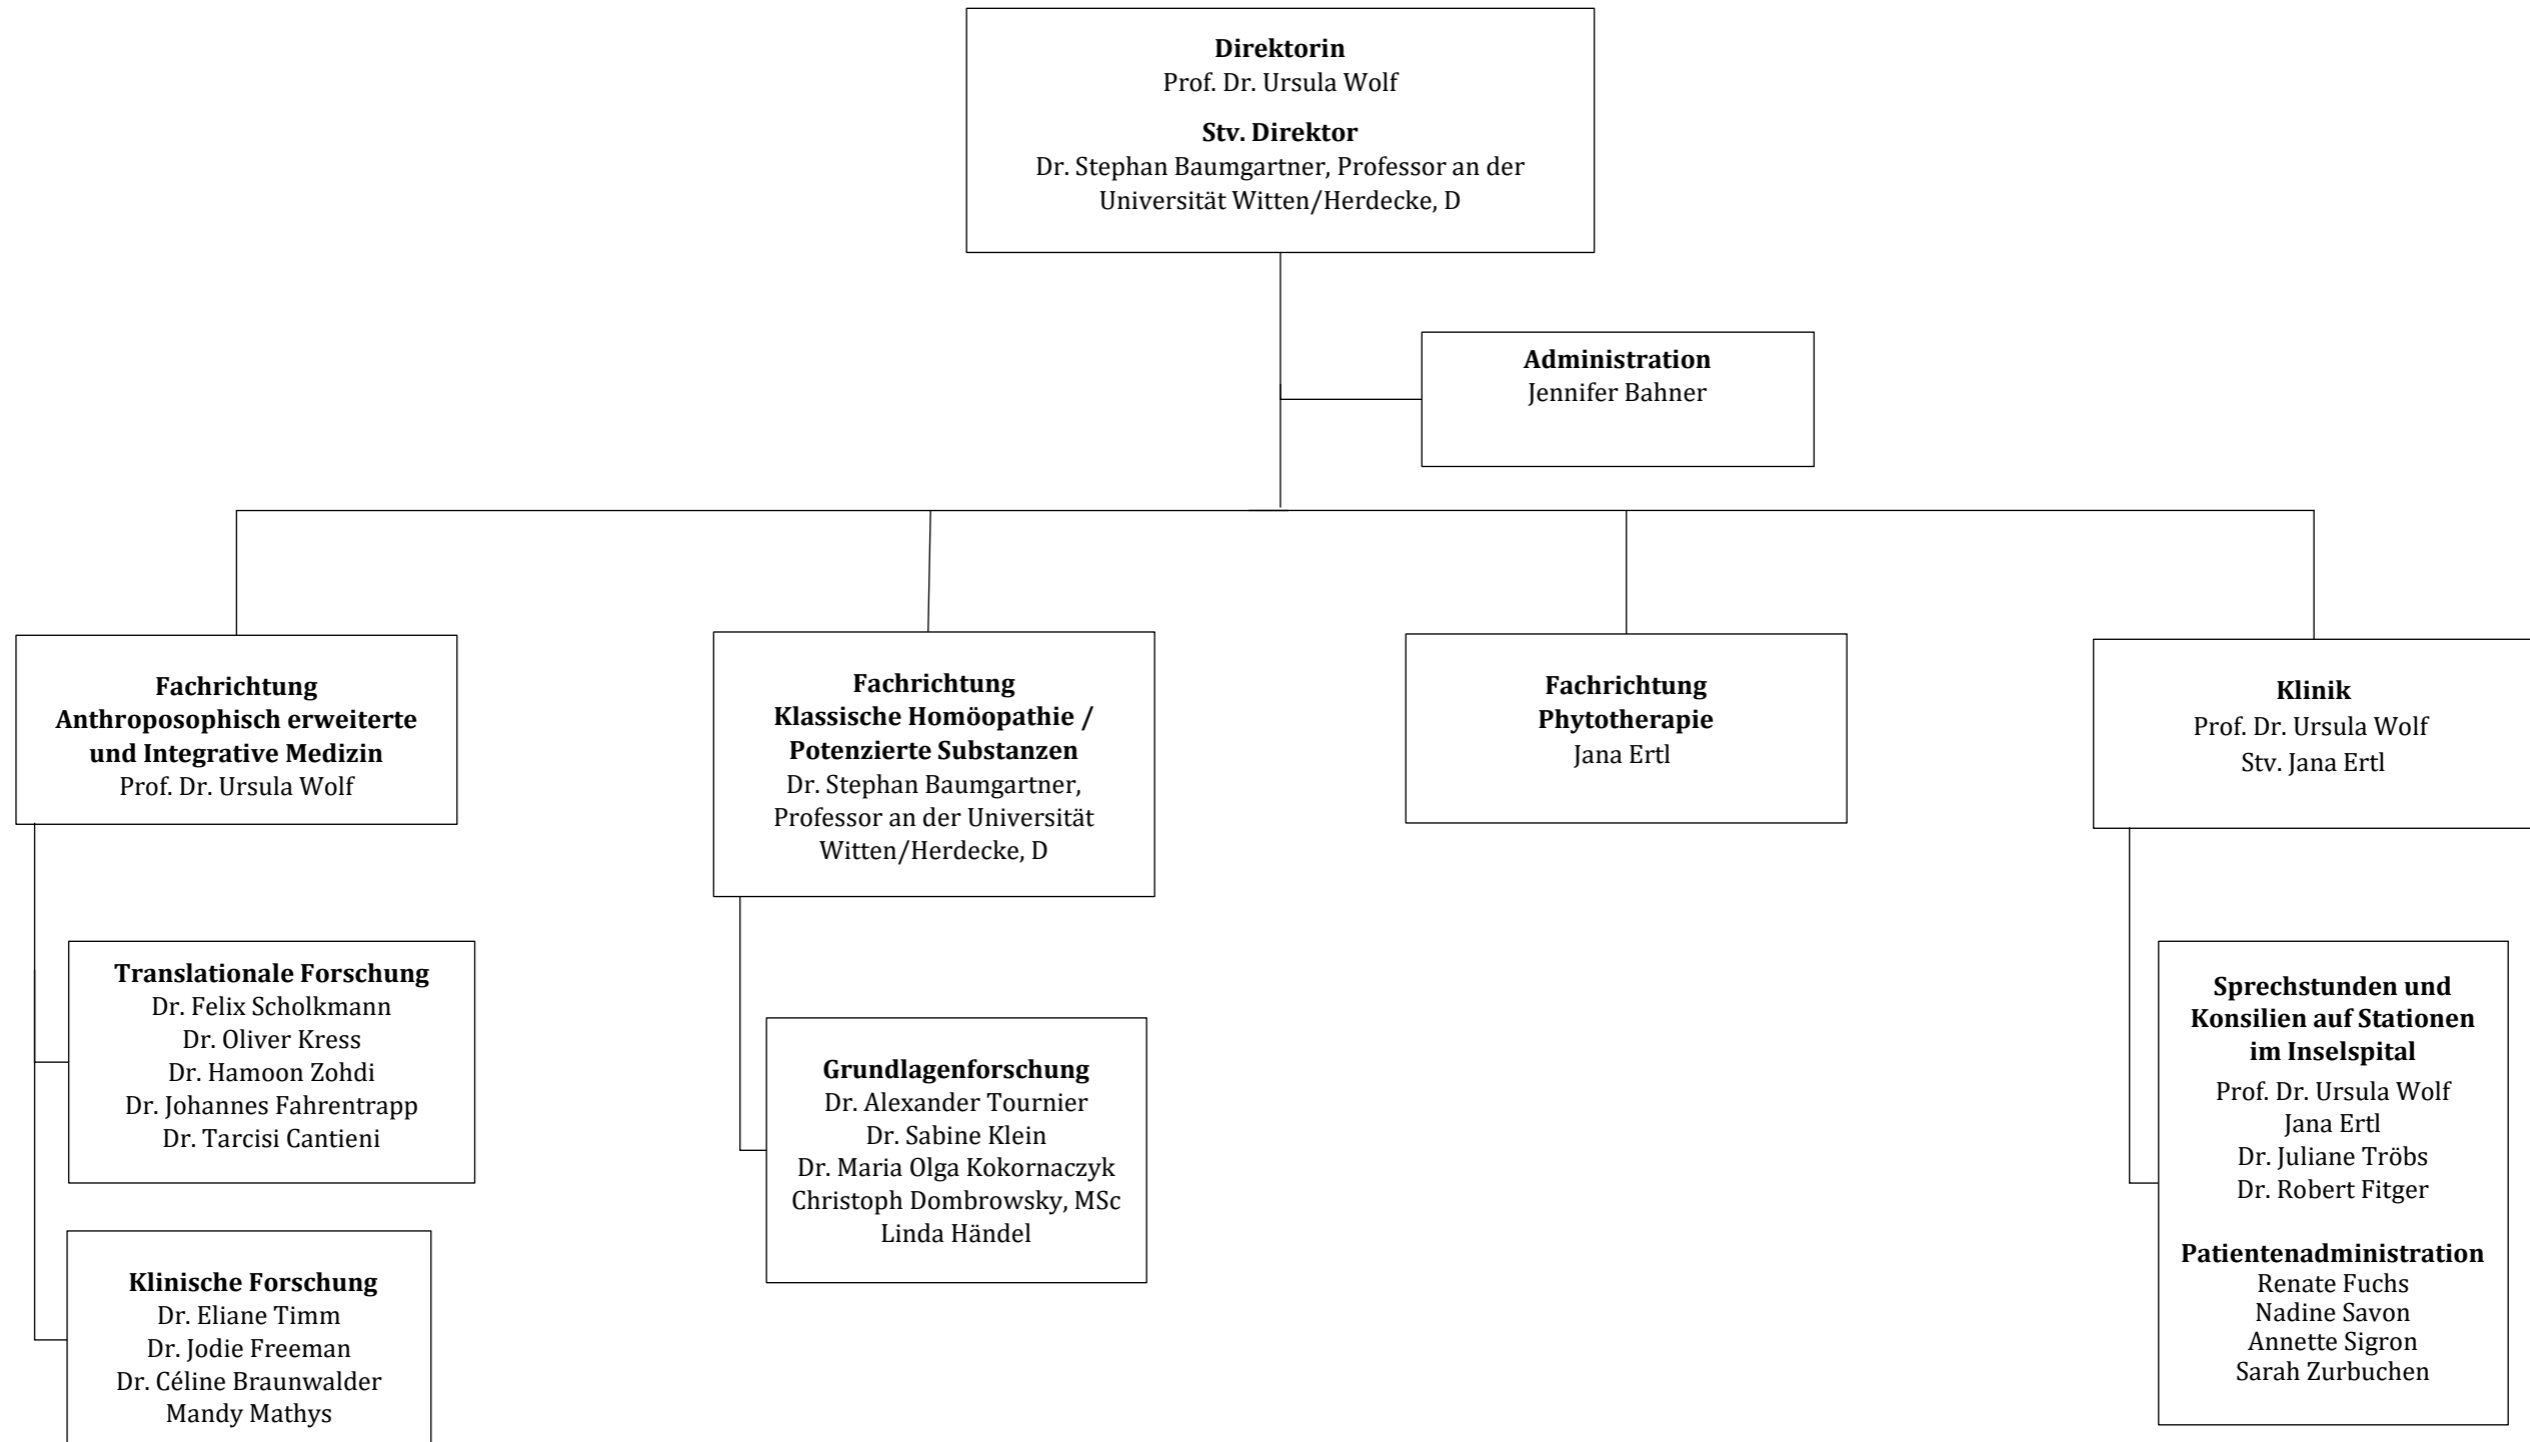 Direktorin
Prof. Dr. Ursula Wolf
Stv. Direktor
Dr. Stephan Baumgartner, Professor an der
Universität Witten/Herdecke, D
Administration
Jennifer Bahner
Fachrichtung
Anthroposophisch erweiterte
und Integrative Medizin
Prof. Dr. Ursula Wolf
Fachrichtung
Klassische Homöopathie /
Potenzierte Substanzen
Dr. Stephan Baumgartner,
Professor an der Universität
Witten/Herdecke, D
Fachrichtung
Phytotherapie
Jana Ertl
Klinik
Prof. Dr. Ursula Wolf
Stv. Jana Ertl
Translationale Forschung
Dr. Felix Scholkmann
Dr. Oliver Kress
Dr. Hamoon Zohdi
Dr. Johannes Fahrentrapp
Dr. Tarcisi Cantieni
Klinische Forschung
Dr. Eliane Timm
Dr. Jodie Freeman
Dr. Céline Braunwalder
Mandy Mathys
Grundlagenforschung
Dr. Alexander Tournier
Dr. Sabine Klein
Dr. Maria Olga Kokornaczyk
Christoph Dombrowsky, MSc
Linda Händel
Sprechstunden und
Konsilien auf Stationen
im Inselspital
Prof. Dr. Ursula Wolf
Jana Ertl
Dr. Juliane Tröbs
Dr. Robert Fitger
Patientenadministration
Renate Fuchs
Nadine Savon
Annette Sigron
Sarah Zurbuchen